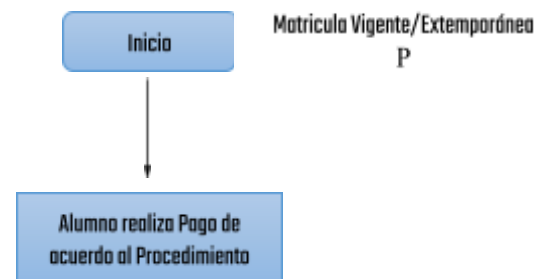 Inicio
Matricula Vigente/Extemporánea
P
Alumno realiza Pago de
acuerdo al Procedimiento